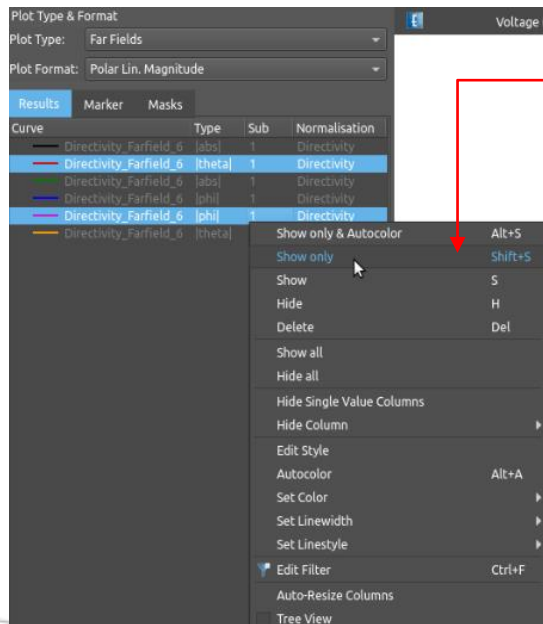 Plot Type & Format
Voltage
Plot Type: Far Fields
Plot Format: Polar Lin. Magnitude
Results Marker Masks
Curve Type Sub Normalisation
Directivity_Farfield_6 |abs| 1 Directivity
Directivity_Farfield_6 |theta| 1 Directivity
Directivity_Farfield_6 |abs| 1 Directivity
Directivity_Farfield_6 |phi| 1 Directivity
Directivity_Farfield_6 |phi| 1 Directivity
Directivity_Farfield_6 |theta|
Show only & Autocolor Alt+S
Show only Shift+S
Show S
Hide H
Delete Del
Show all
Hide all
Hide Single Value Columns
Hide Column
Edit Style
Autocolor Alt+A
Set Color
Set Linewidth
Set Linestyle
Edit Filter Ctrl+F
Auto-Resize Columns
Tree View